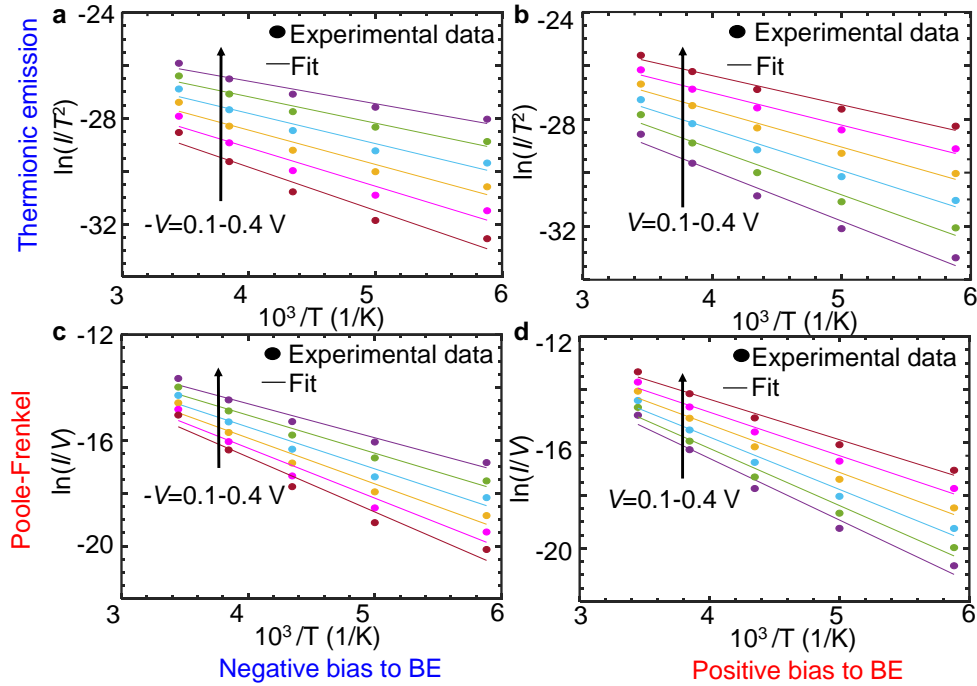 Thermionic emission
Poole-Frenkel
a
-24
-28
-32
ln(I/T²)
Experimental data
Fit
-V=0.1-0.4 V
3
4
5
6
10³ /T (1/K)
b
-24
-28
-32
ln(I/T²)
Experimental data
Fit
V=0.1-0.4 V
3
4
5
6
10³ /T (1/K)
c
-12
-16
-20
ln(I/V)
Experimental data
Fit
-V=0.1-0.4 V
3
4
5
6
10³ /T (1/K)
Negative bias to BE
d
-12
-16
-20
ln(I/V)
Experimental data
Fit
V=0.1-0.4 V
3
4
5
6
10³ /T (1/K)
Positive bias to BE